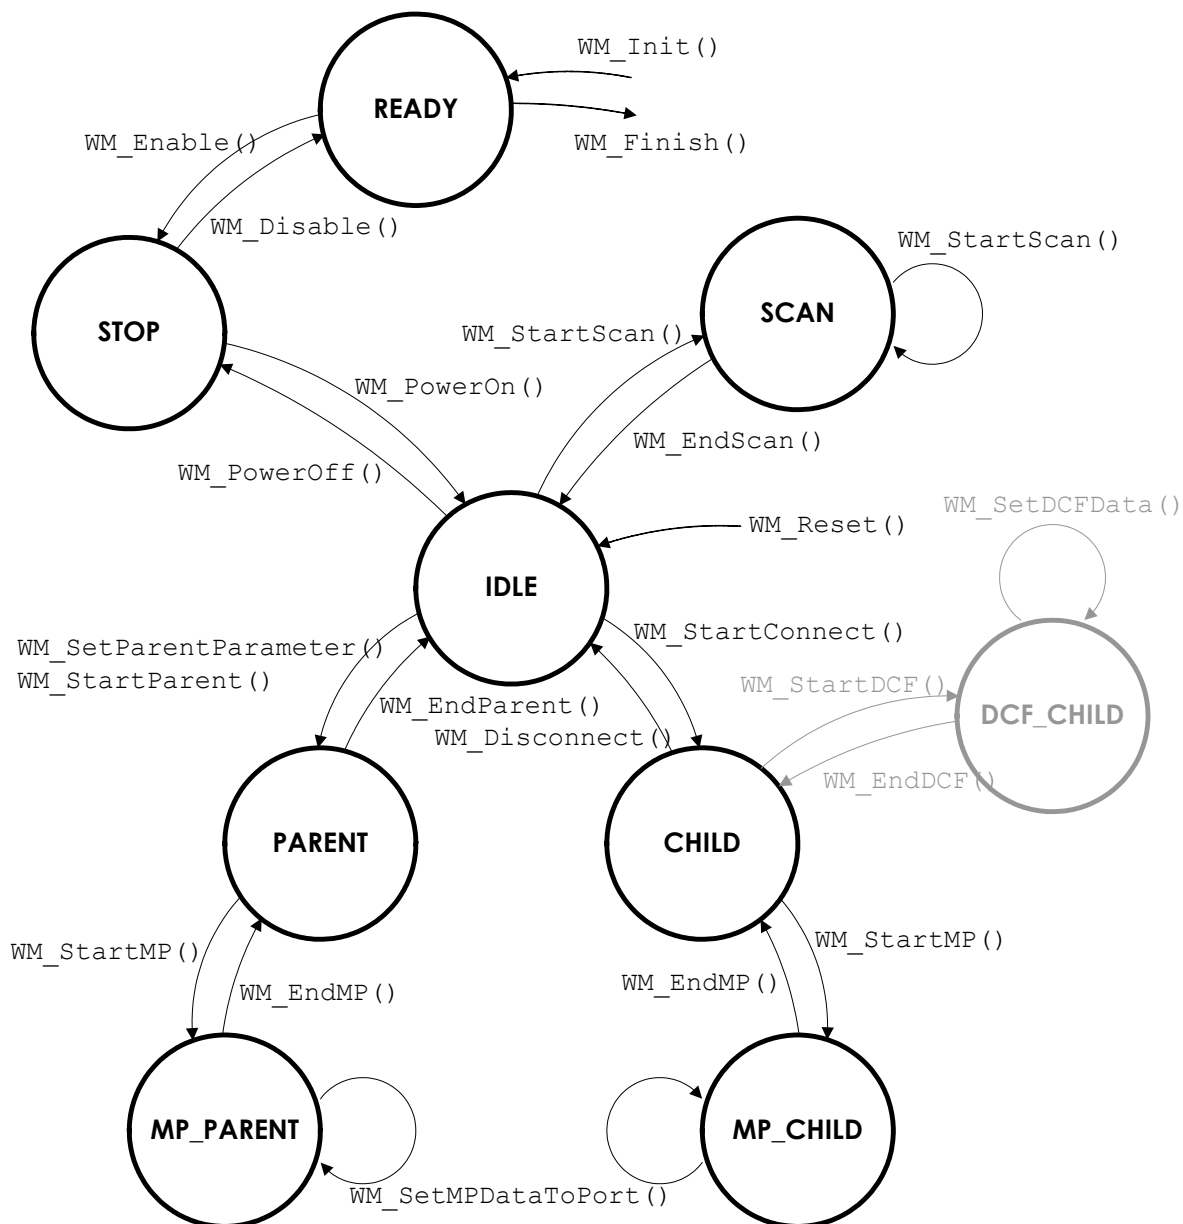 WM_Init()
READY
WM_Enable()
WM_Finish()
WM_Disable()
WM_StartScan()
STOP
SCAN
WM_StartScan()
WM_PowerOn()
WM_EndScan()
WM_PowerOff()
WM_SetDCFData()
WM_Reset()
IDLE
WM_SetParentParameter()
WM_StartParent()
WM_StartConnect()
WM_StartDCF()
WM_EndParent()
WM_Disconnect()
DCF_CHILD
WM_EndDCF()
PARENT
CHILD
WM_StartMP()
WM_StartMP()
WM_EndMP()
WM_EndMP()
MP_PARENT
MP_CHILD
WM_SetMPDataToPort()